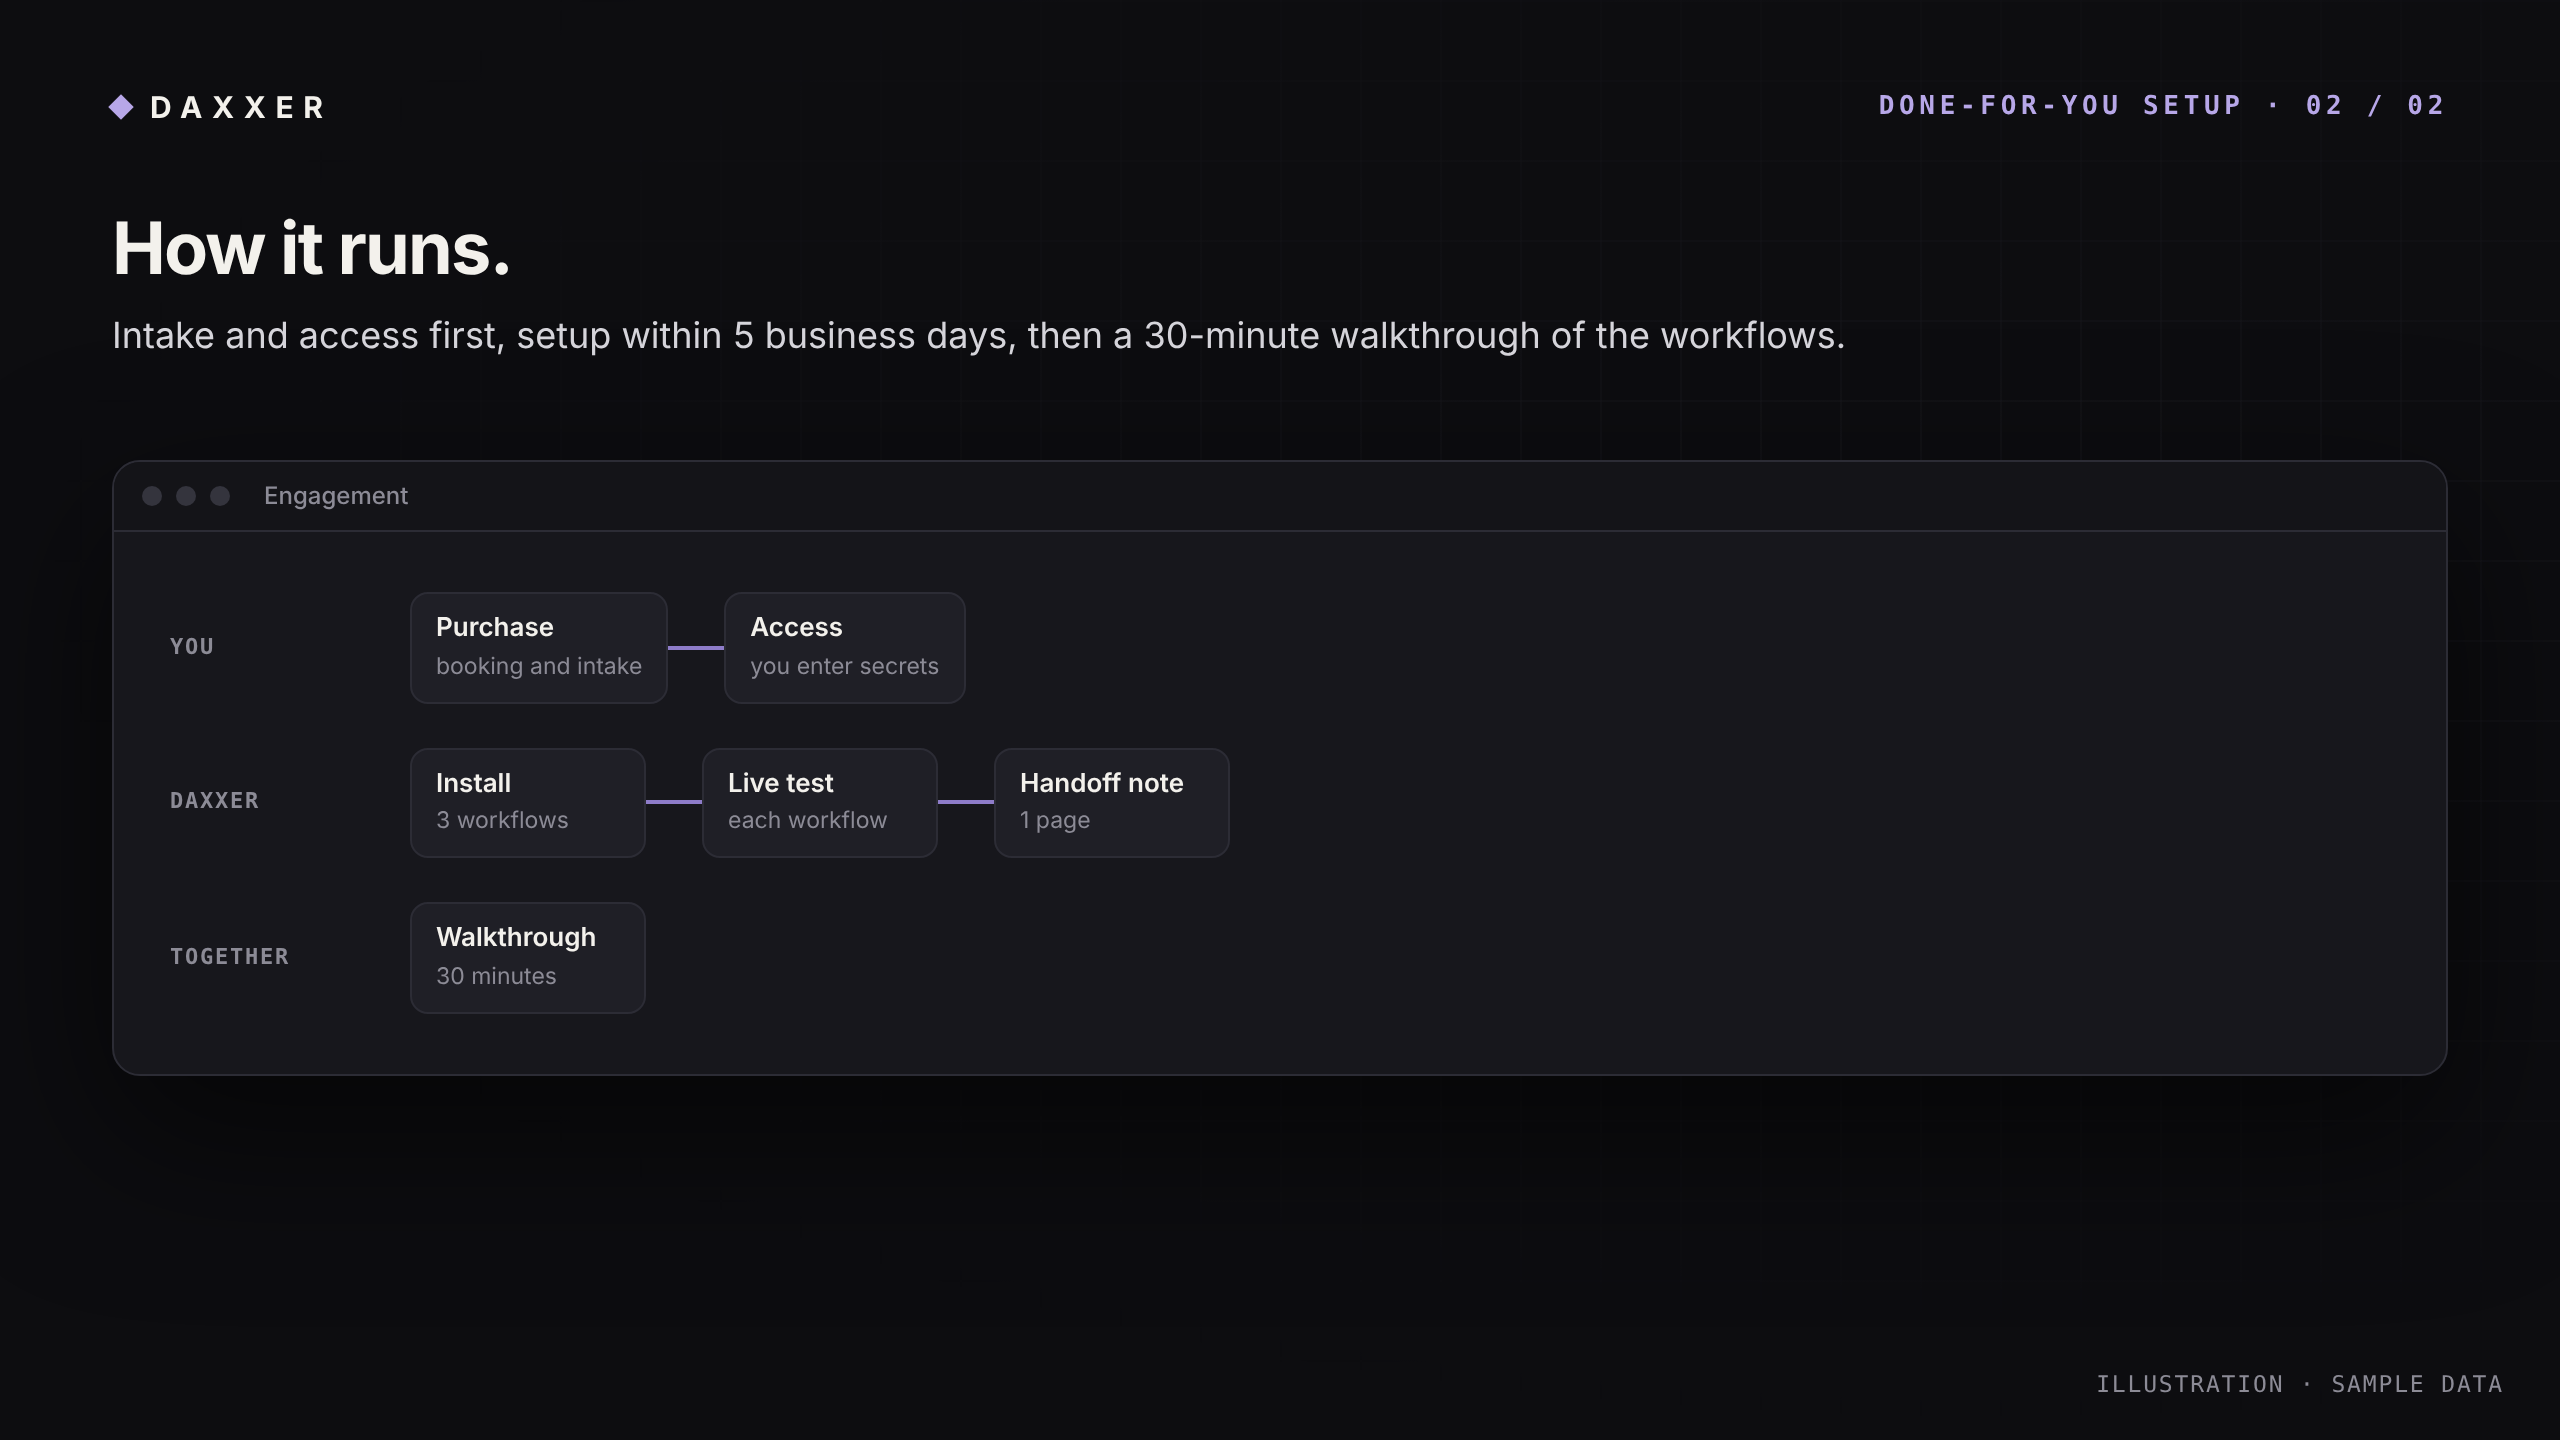 DAXXER
DONE-FOR-YOU SETUP · 02 / 02
How it runs.
Intake and access first, setup within 5 business days, then a 30-minute walkthrough of the workflows.
Engagement
YOU
Purchase
booking and intake
Access
you enter secrets
DAXXER
Install
3 workflows
Live test
each workflow
Handoff note
1 page
TOGETHER
Walkthrough
30 minutes
ILLUSTRATION · SAMPLE DATA